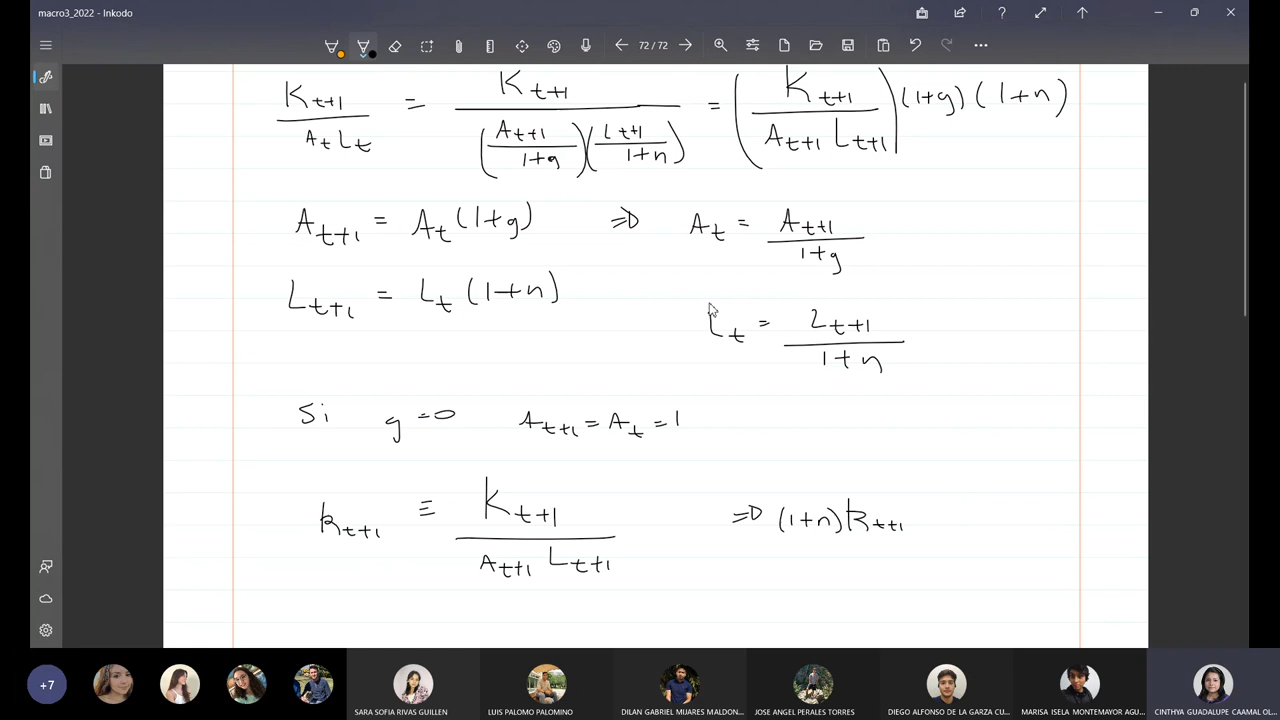 macro3_2022 - Inkodo
72 / 72
K_{t+1} / A_t L_t = K_{t+1} / (A_{t+1} / 1+g)(L_{t+1} / 1+n) = (K_{t+1} / A_{t+1} L_{t+1}) (1+g) (1+n)
A_{t+1} = A_t (1+g) ⇒ A_t = A_{t+1} / 1+g
L_{t+1} = L_t (1+n)
L_t = L_{t+1} / 1+n
Si g=0 A_{t+1} = A_t = 1
k_{t+1} ≡ K_{t+1} / A_{t+1} L_{t+1} ⇒ (1+n) k_{t+1}
+7
SARA SOFIA RIVAS GUILLEN
LUIS PALOMO PALOMINO
DILAN GABRIEL MIJARES MALDON...
JOSE ANGEL PERALES TORRES
DIEGO ALFONSO DE LA GARZA CU...
MARISA ISELA MONTEMAYOR AGU...
CINTHYA GUADALUPE CAAMAL OL...